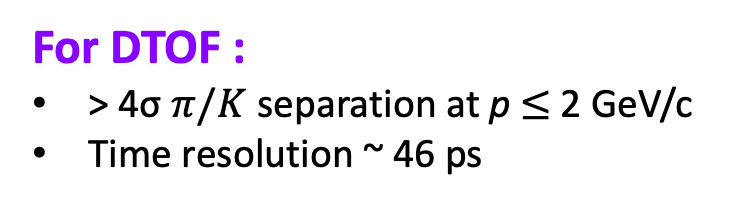 For DTOF :
• > 4σ π/K separation at p ≤ 2 GeV/c
• Time resolution ~ 46 ps